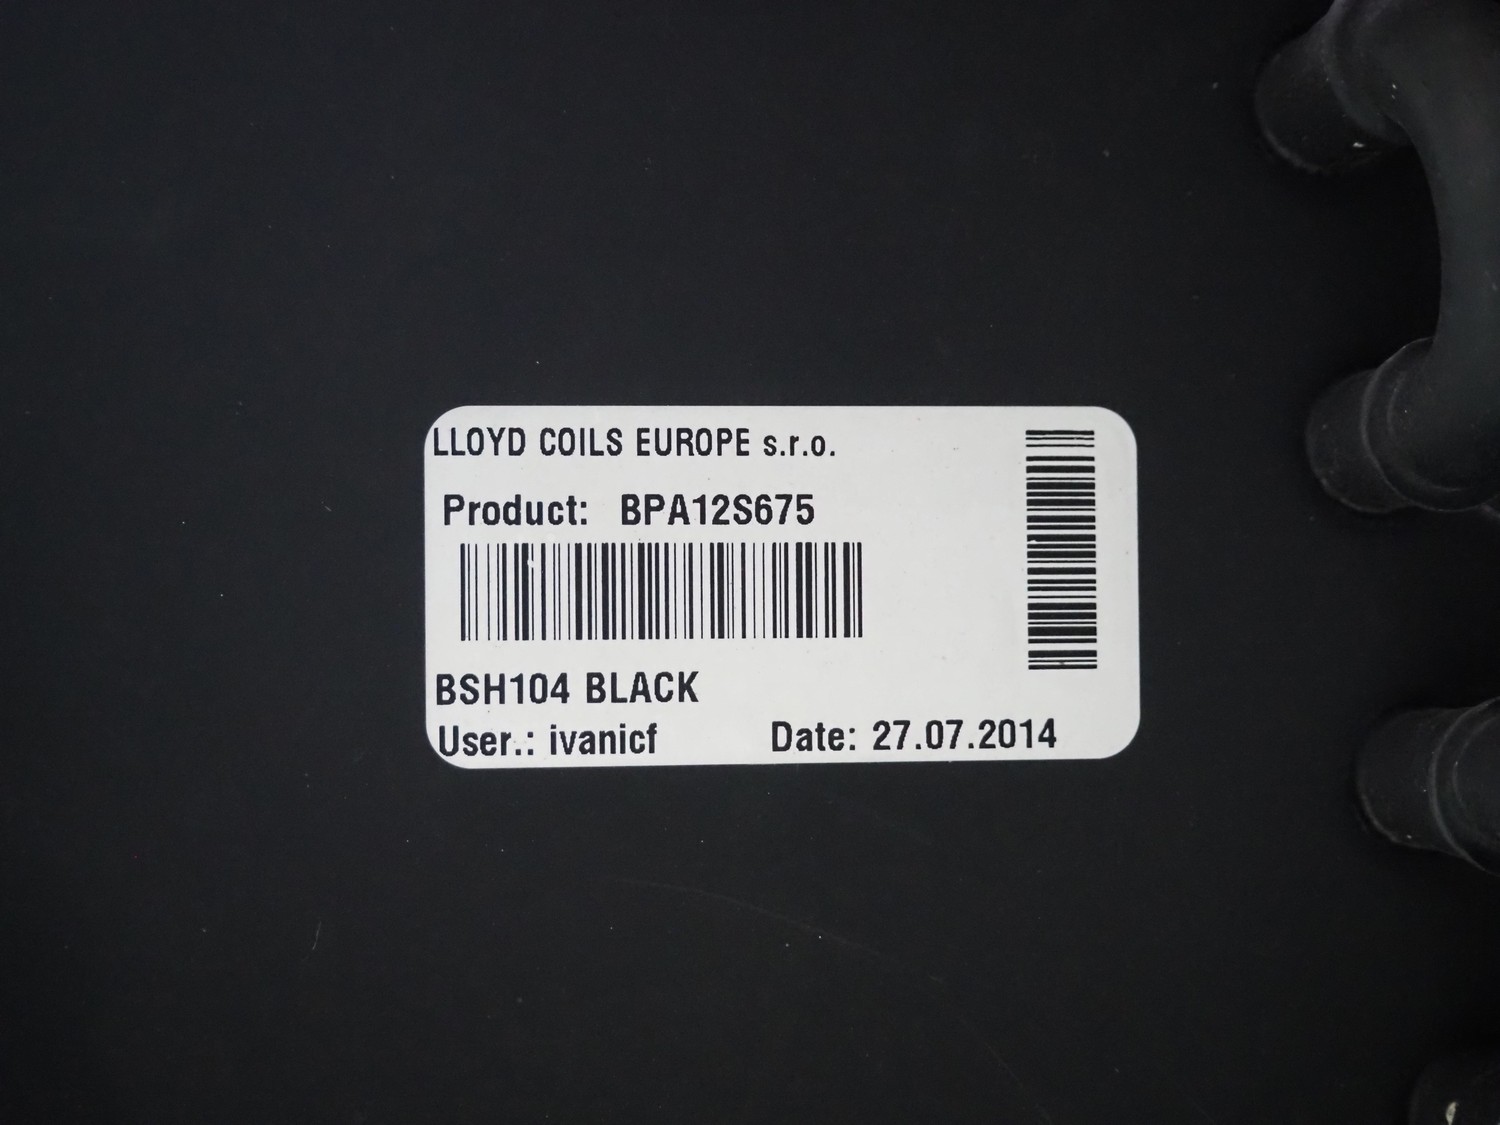 LLOYD COILS EUROPE s.r.o.
Product: BPA12S675
BSH104 BLACK
User.: ivanicf Date: 27.07.2014